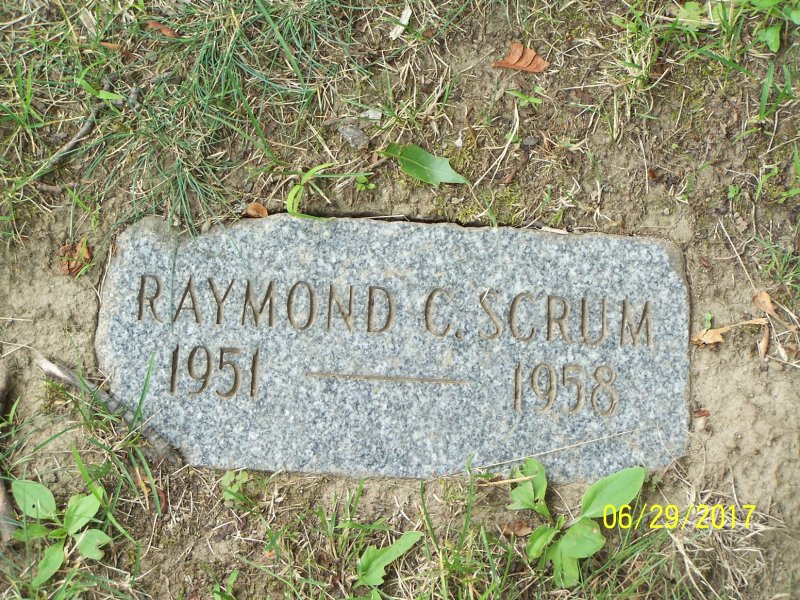 RAYMOND C. SCRUM
1951 — 1958
06/29/2017